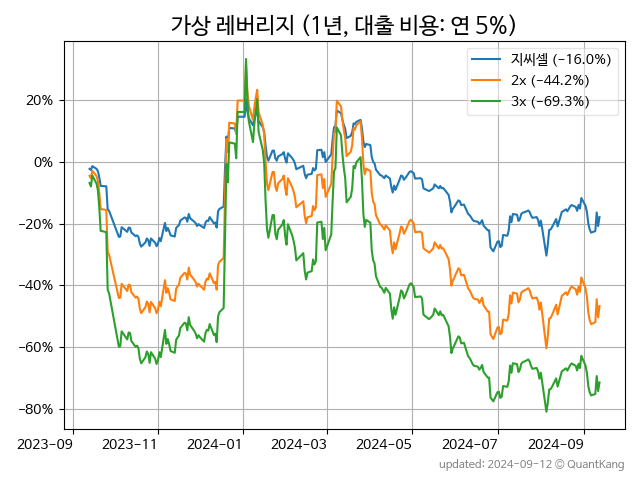 가상 레버리지 (1년, 대출 비용: 연 5%)
지씨셀 (-16.0%)
2x (-44.2%)
3x (-69.3%)
20%
0%
−20%
−40%
−60%
−80%
2023-09
2023-11
2024-01
2024-03
2024-05
2024-07
2024-09
updated: 2024-09-12 © QuantKang